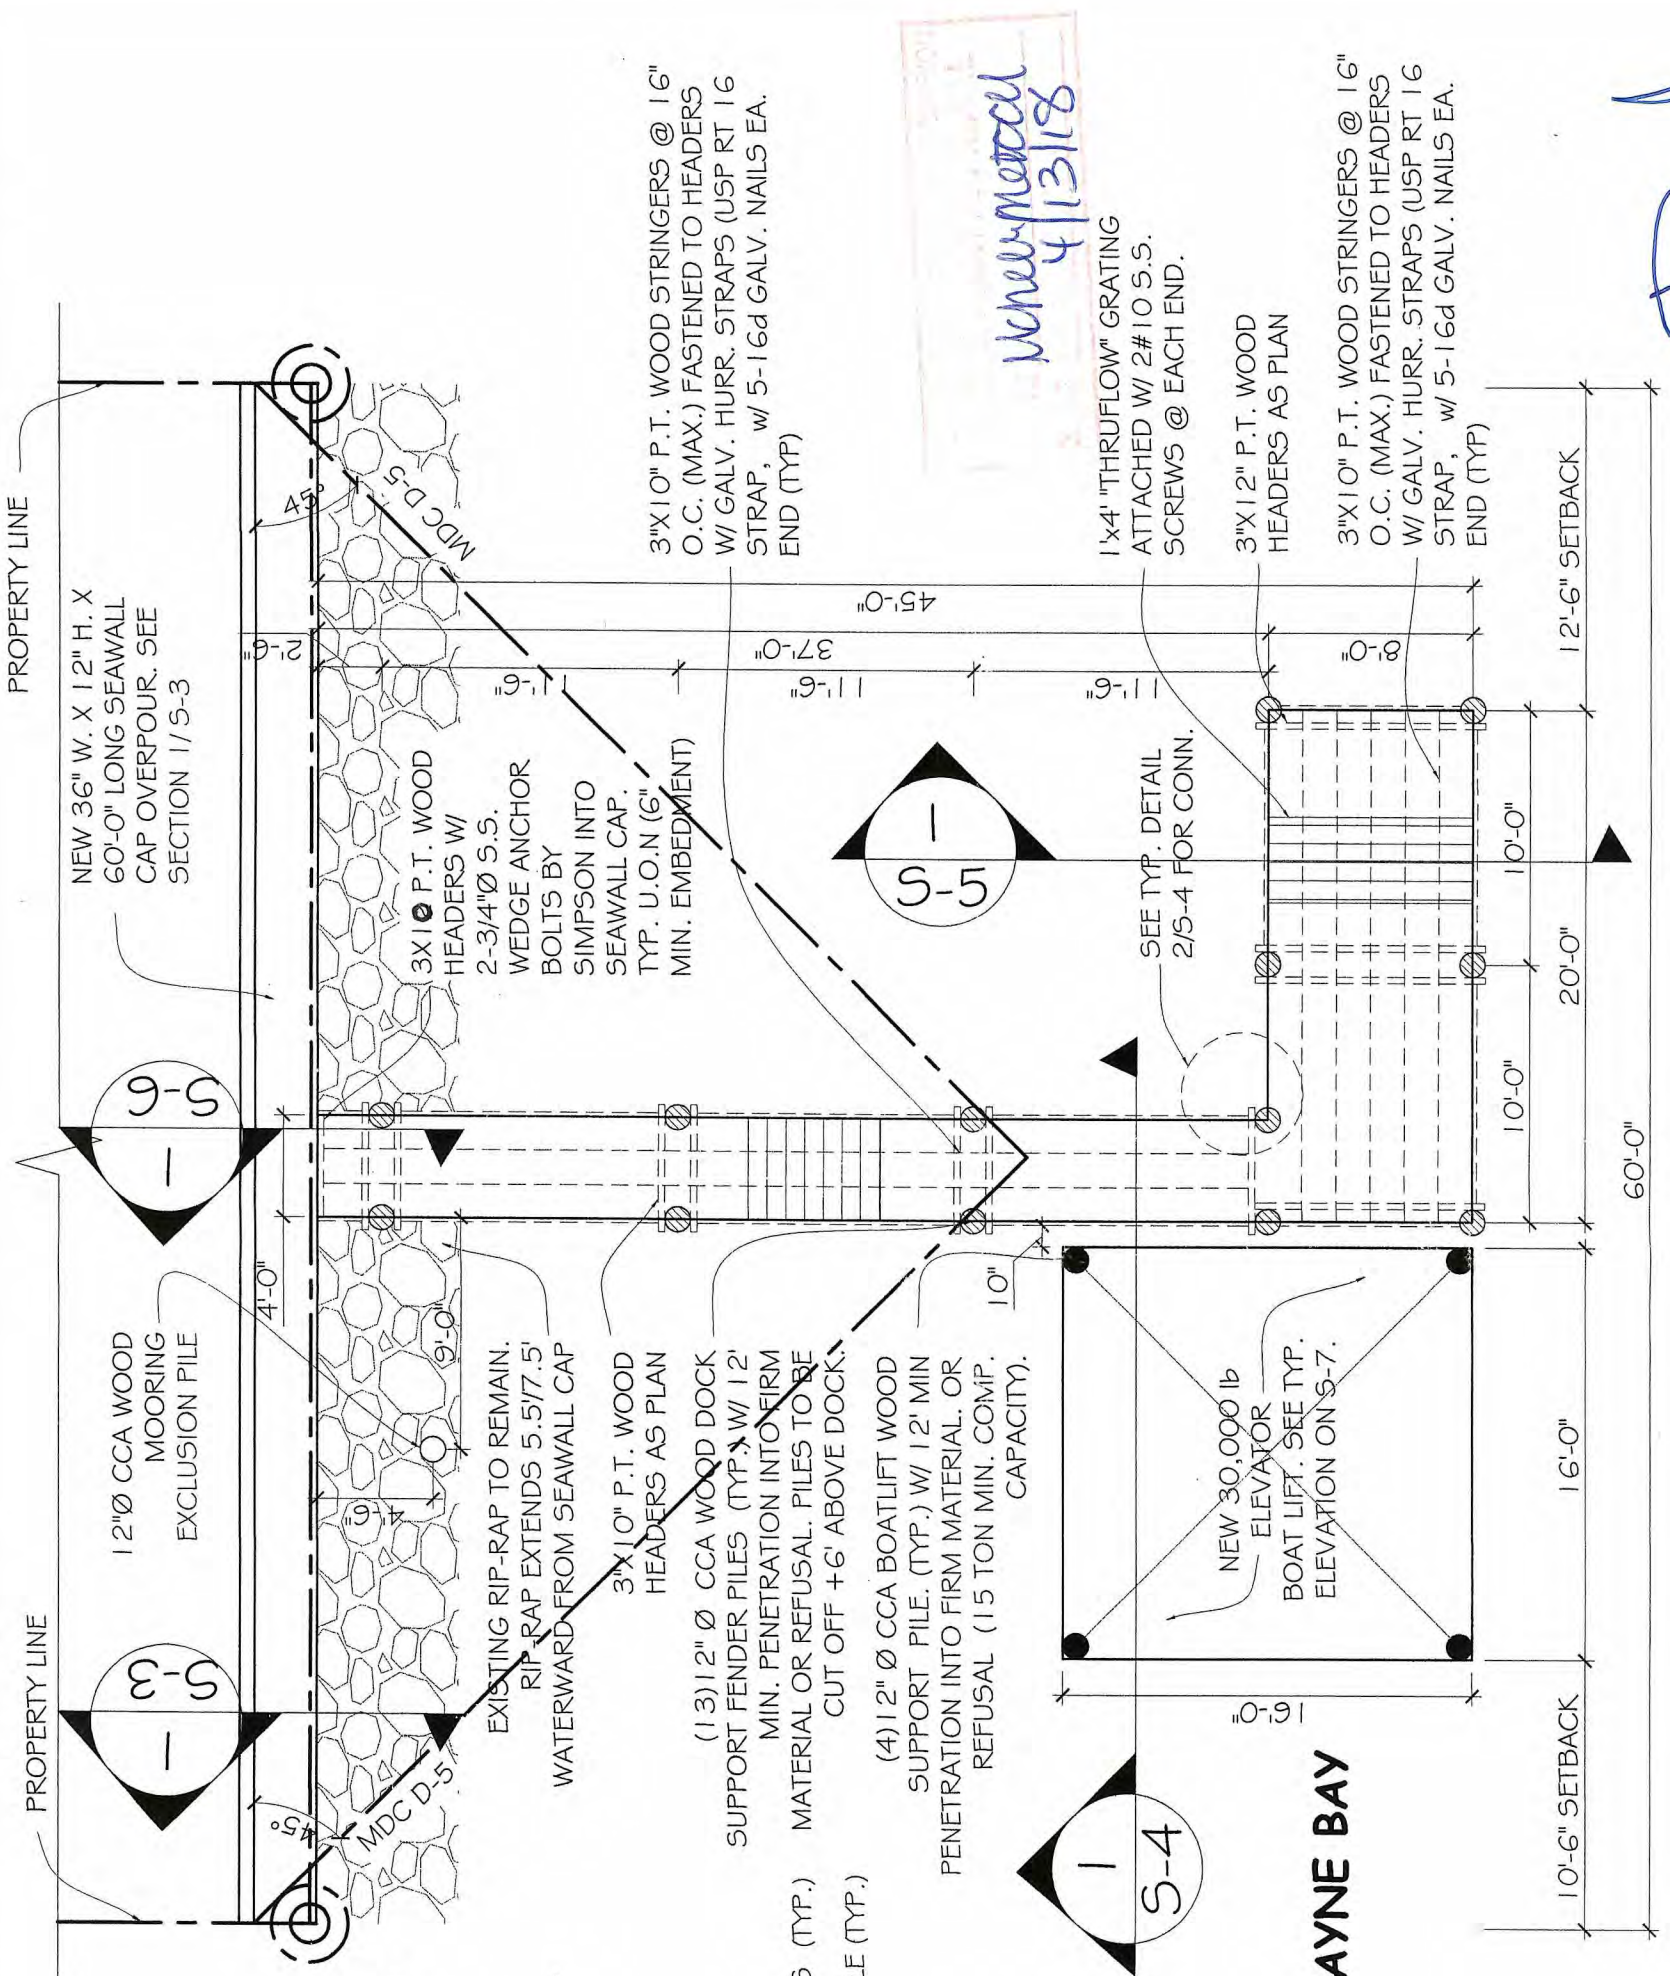 PROPERTY LINE
PROPERTY LINE
NEW 36" W. X 12" H. X
60'-0" LONG SEAWALL
CAP OVERPOUR. SEE
SECTION 1/S-3
1
S-3
1
S-6
12"Ø CCA WOOD
MOORING
EXCLUSION PILE
4'-0"
45°
MDC D-5
45°
MDC D-5
4'-6"
9'-0"
2'-6"
11'-6"
11'-6"
11'-6"
37'-0"
8'-0"
45'-0"
3X10 P.T. WOOD
HEADERS W/
2-3/4"Ø S.S.
WEDGE ANCHOR
BOLTS BY
SIMPSON INTO
SEAWALL CAP.
TYP. U.O.N (6"
MIN. EMBEDMENT)
EXISTING RIP-RAP TO REMAIN.
RIP-RAP EXTENDS 5.5'/7.5'
WATERWARD FROM SEAWALL CAP
3"X10" P.T. WOOD
HEADERS AS PLAN
(13)12" Ø CCA WOOD DOCK
SUPPORT FENDER PILES (TYP.) W/ 12'
MIN. PENETRATION INTO FIRM
MATERIAL OR REFUSAL. PILES TO BE
CUT OFF +6' ABOVE DOCK.
(4)12" Ø CCA BOATLIFT WOOD
SUPPORT PILE. (TYP.) W/ 12' MIN
PENETRATION INTO FIRM MATERIAL. OR
REFUSAL (15 TON MIN. COMP.
CAPACITY).
S (TYP.)
LE (TYP.)
10"
3"X10" P.T. WOOD STRINGERS @ 16"
O.C. (MAX.) FASTENED TO HEADERS
W/ GALV. HURR. STRAPS (USP RT 16
STRAP, w/ 5-16d GALV. NAILS EA.
END (TYP)
4/13/18
1x4' "THRUFLOW" GRATING
ATTACHED W/ 2#10 S.S.
SCREWS @ EACH END.
3"X12" P.T. WOOD
HEADERS AS PLAN
3"X10" P.T. WOOD STRINGERS @ 16"
O.C. (MAX.) FASTENED TO HEADERS
W/ GALV. HURR. STRAPS (USP RT 16
STRAP, w/ 5-16d GALV. NAILS EA.
END (TYP)
1
S-5
SEE TYP. DETAIL
2/S-4 FOR CONN.
1
S-4
NEW 30,000 lb
ELEVATOR
BOAT LIFT. SEE TYP.
ELEVATION ON S-7.
16'-0"
AYNE BAY
10'-0"
10'-0"
10'-6" SETBACK
16'-0"
20'-0"
12'-6" SETBACK
60'-0"